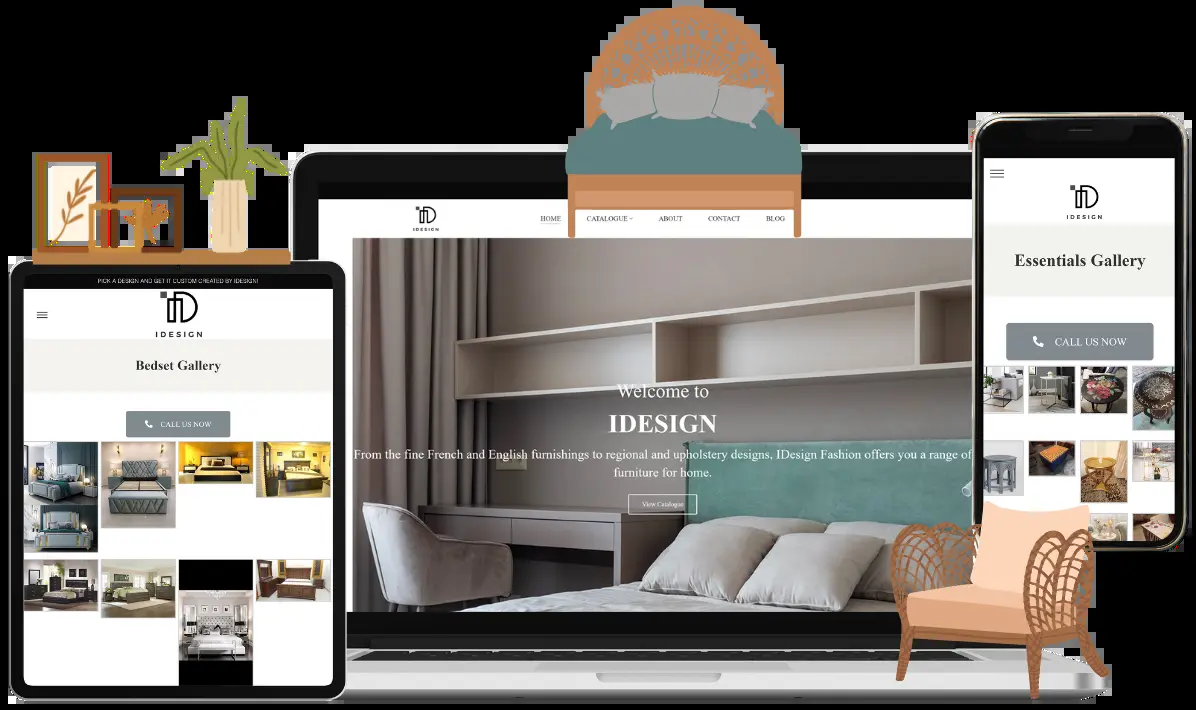 PICK A DESIGN AND GET IT CUSTOM CREATED BY IDESIGN!
IDESIGN
Bedset Gallery
CALL US NOW
IDESIGN
HOME
CATALOGUE
ABOUT
CONTACT
BLOG
Welcome to
IDESIGN
From the fine French and English furnishings to regional and upholstery designs, IDesign Fashion offers you a range of
furniture for home.
View Catalogue
IDESIGN
Essentials Gallery
CALL US NOW